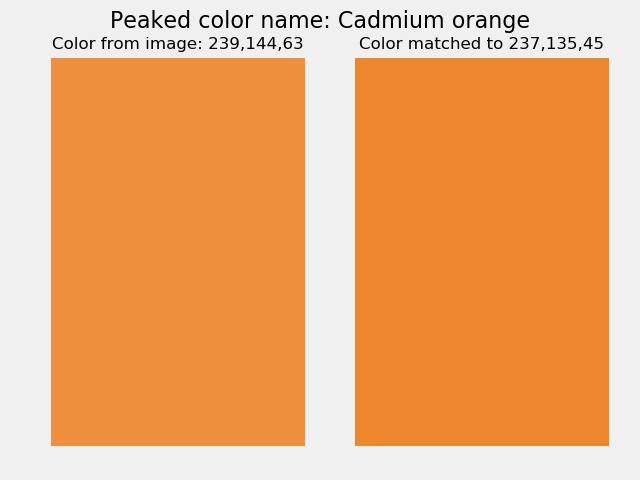 Peaked color name: Cadmium orange
Color from image: 239,144,63
Color matched to 237,135,45